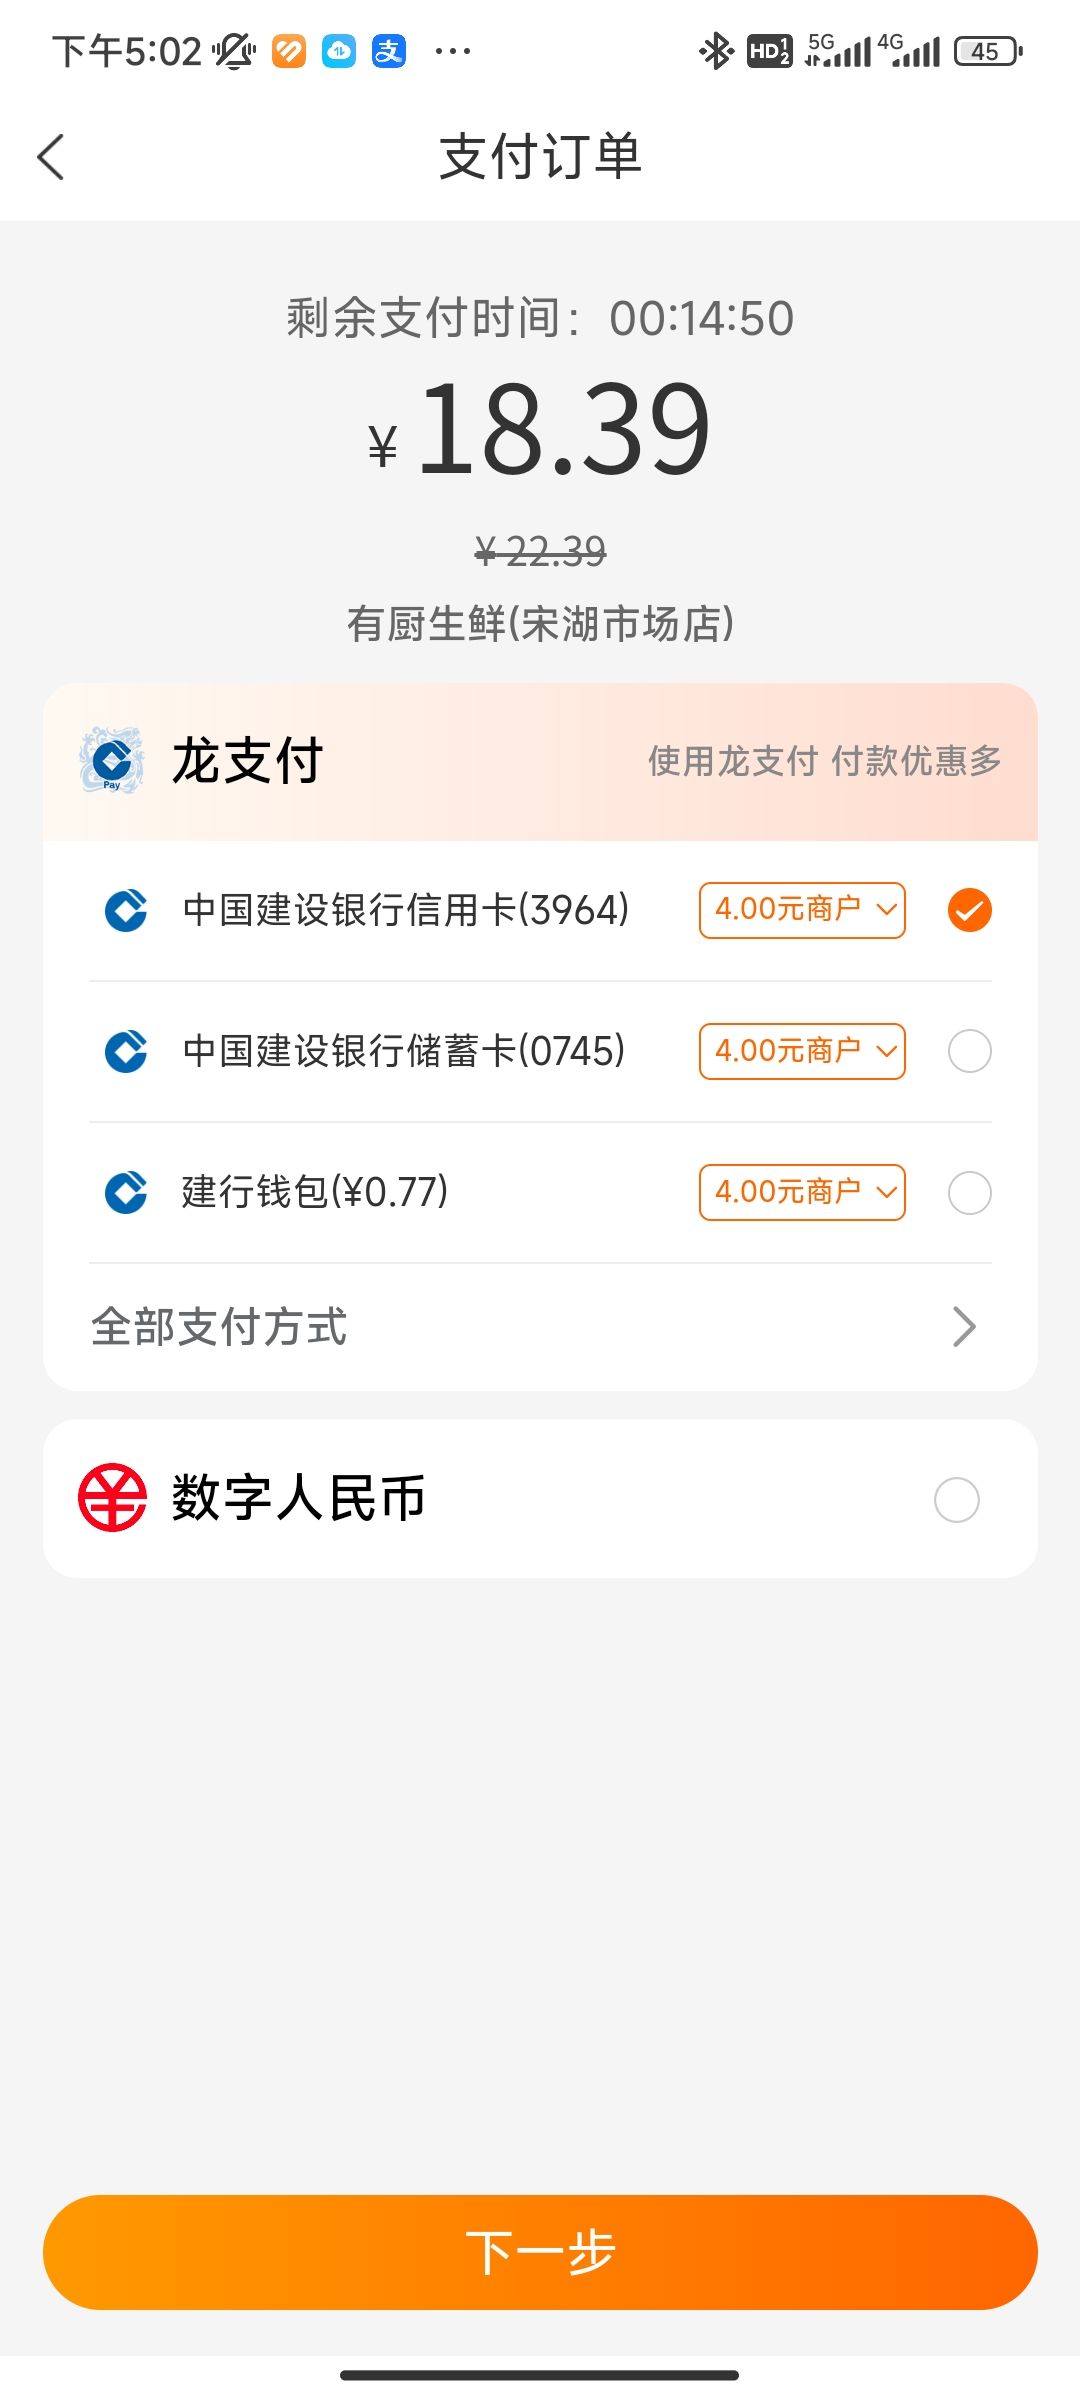 下午5:02
HD 1 2 5G 4G 45
支付订单
剩余支付时间：00:14:50
¥18.39
¥22.39
有厨生鲜(宋湖市场店)
Pay 龙支付 使用龙支付 付款优惠多
中国建设银行信用卡(3964) 4.00元商户
中国建设银行储蓄卡(0745) 4.00元商户
建行钱包(¥0.77) 4.00元商户
全部支付方式
数字人民币
下一步